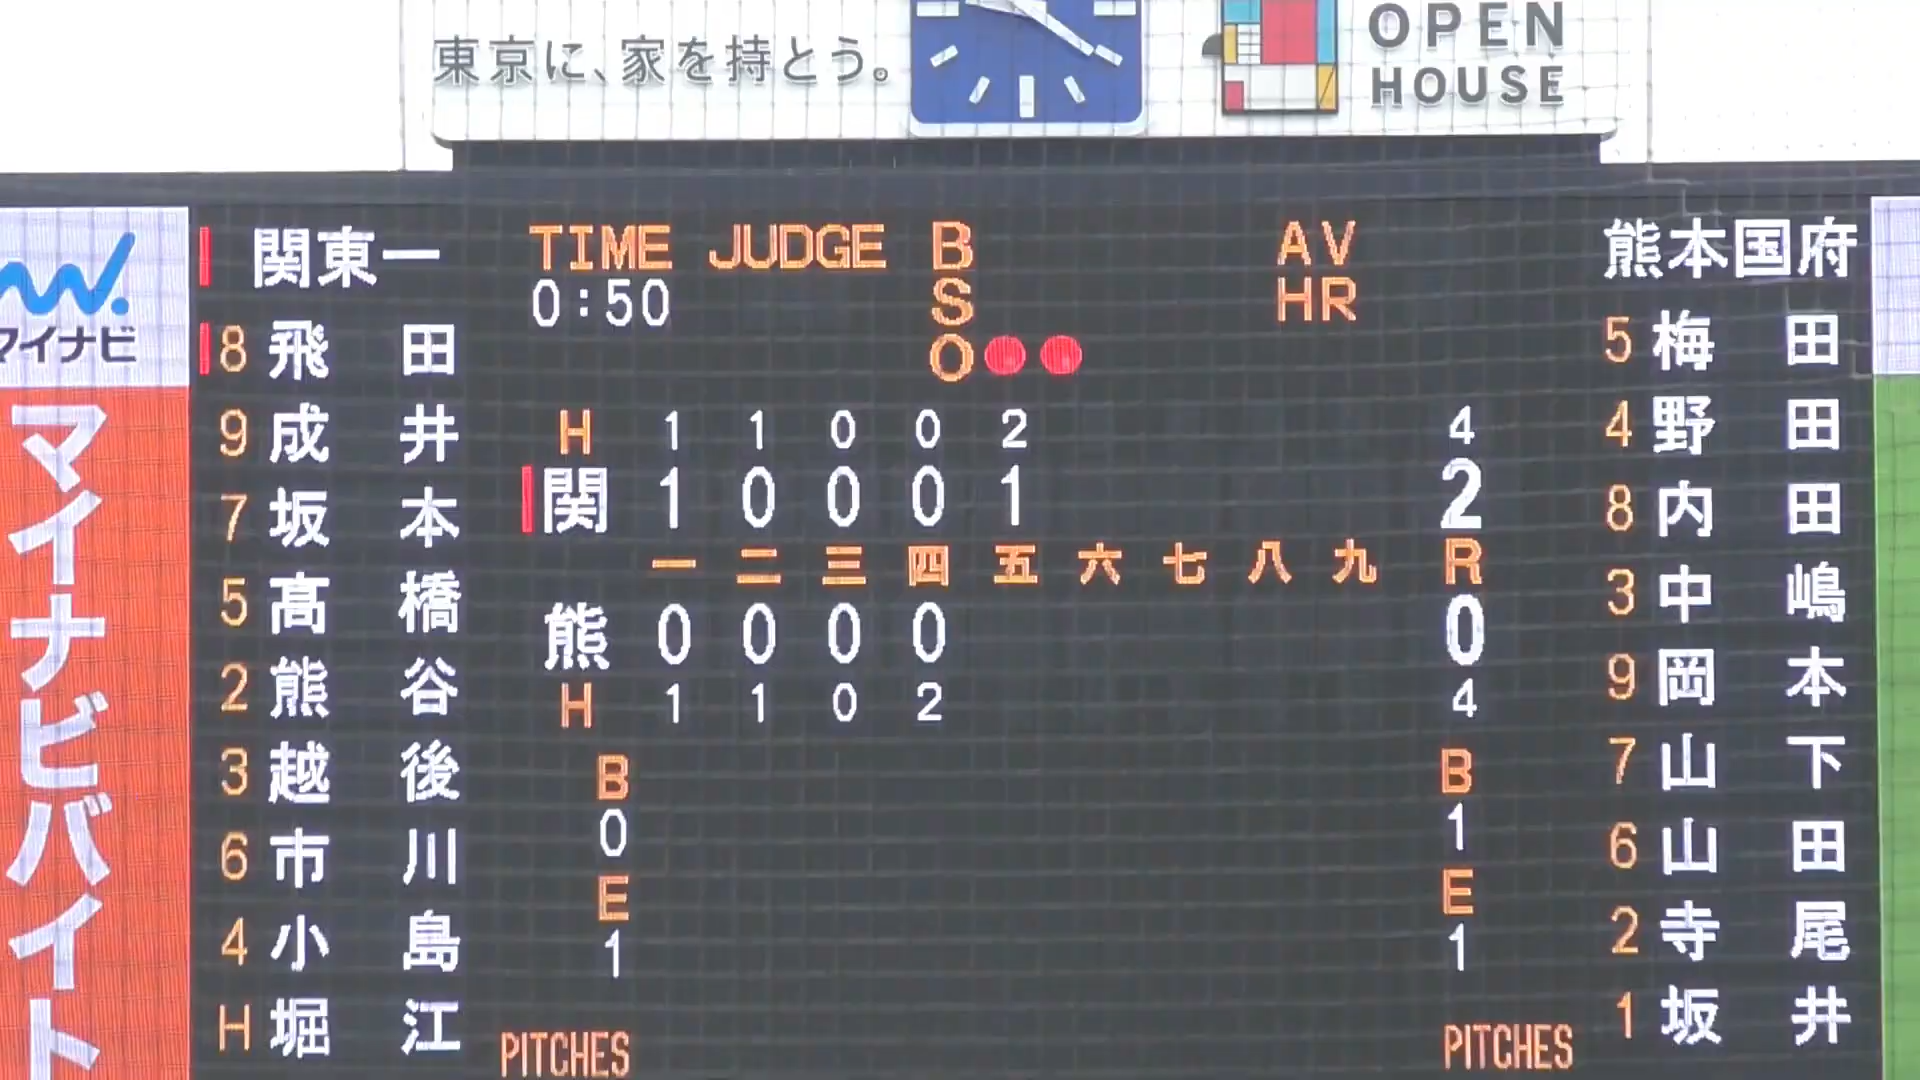 東京に、家を持とう。
OPEN
HOUSE
マイナビ
マイナビバイト
関東一
8 飛田
9 成井
7 坂本
5 髙橋
2 熊谷
3 越後
6 市川
4 小島
H 堀江
TIME JUDGE B
0:50 S
O
AV
HR
H 1 1 0 0 2 4
関 1 0 0 0 1 2
一 二 三 四 五 六 七 八 九 R
熊 0 0 0 0 0
H 1 1 0 2 4
B B
0 1
E E
1 1
PITCHES PITCHES
熊本国府
5 梅田
4 野田
8 内田
3 中嶋
9 岡本
7 山下
6 山田
2 寺尾
1 坂井